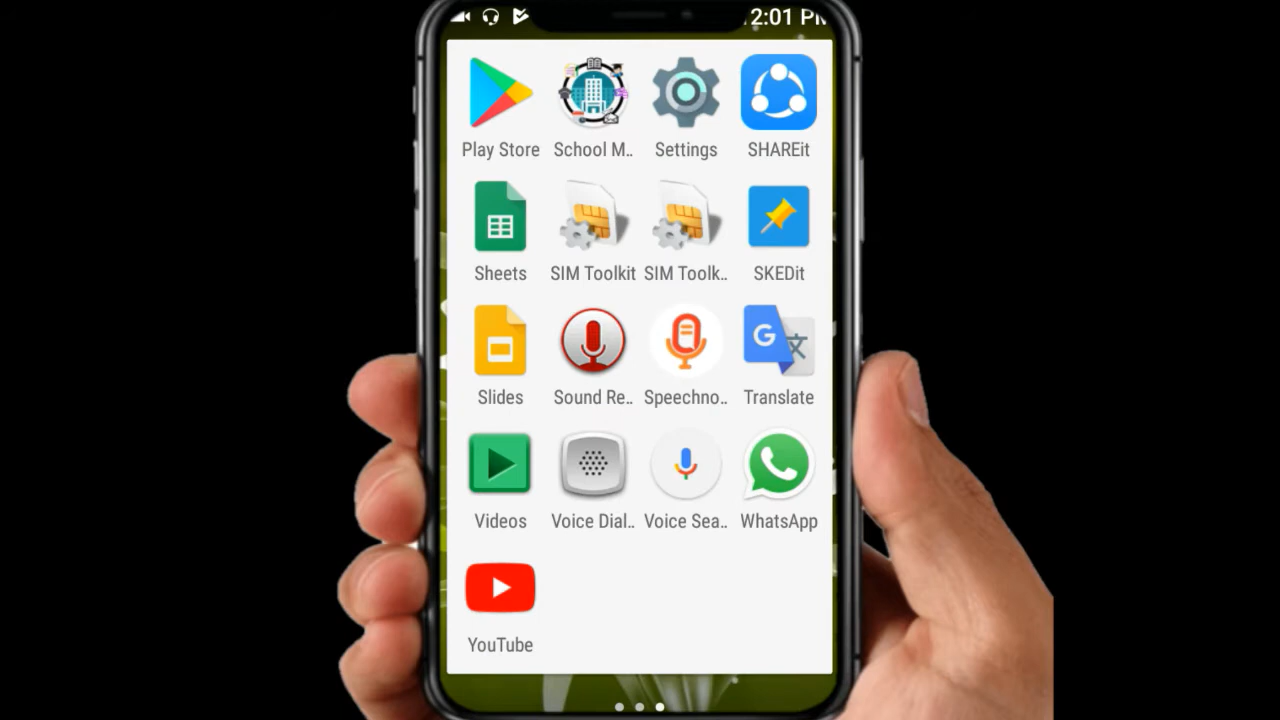 2:01 PM
Play Store School M.. Settings SHAREit
Sheets SIM Toolkit SIM Toolk.. SKEDit
G 文
Slides Sound Re.. Speechno.. Translate
Videos Voice Dial.. Voice Sea.. WhatsApp
YouTube